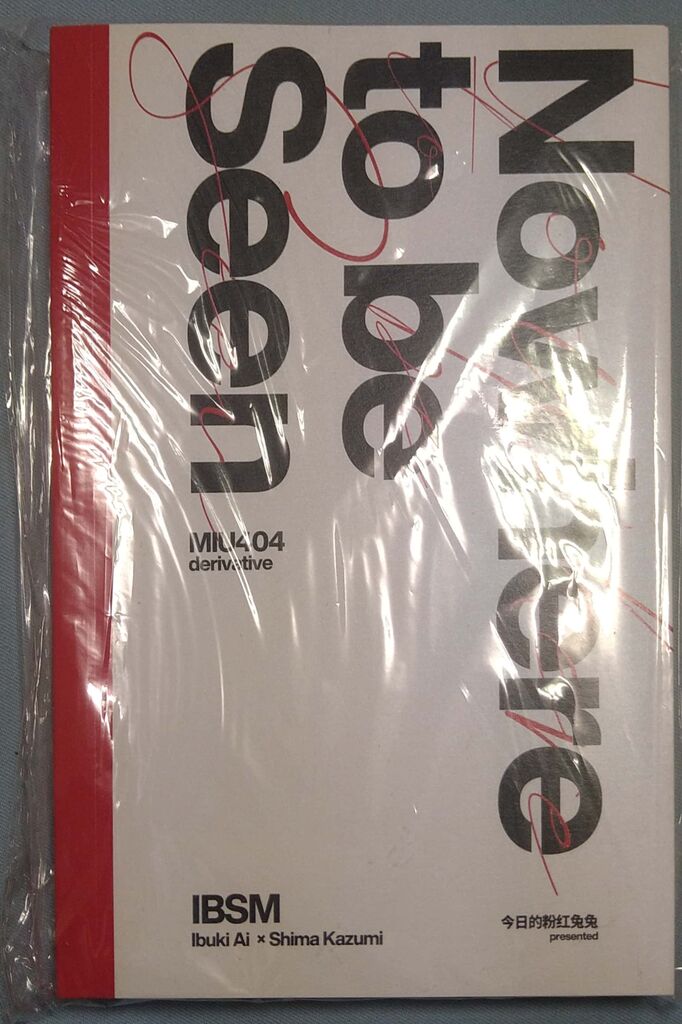 Nowhere
to be
Seen
MIU404
derivative
IBSM
Ibuki Ai × Shima Kazumi
今日的粉红兔兔
presented